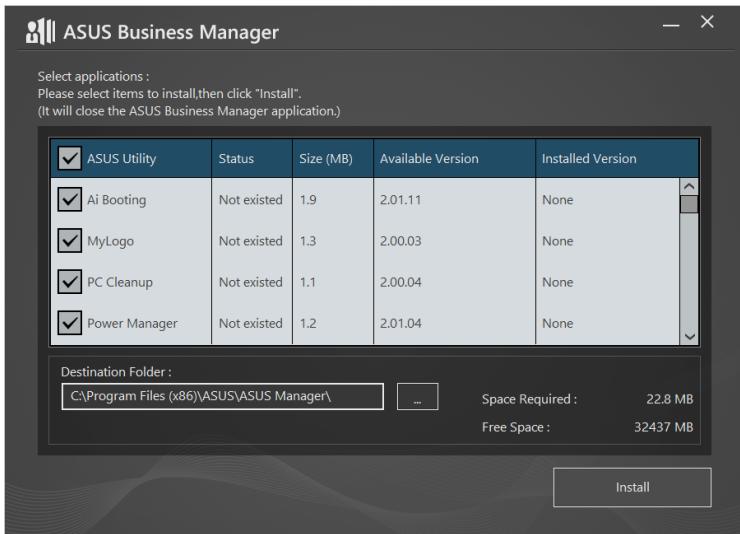 ASUS Business Manager
Select applications :
Please select items to install,then click "Install".
(It will close the ASUS Business Manager application.)
ASUS Utility Status Size (MB) Available Version Installed Version
Ai Booting Not existed 1.9 2.01.11 None
MyLogo Not existed 1.3 2.00.03 None
PC Cleanup Not existed 1.1 2.00.04 None
Power Manager Not existed 1.2 2.01.04 None
Destination Folder :
C:\Program Files (x86)\ASUS\ASUS Manager\ ... Space Required : 22.8 MB
Free Space : 32437 MB
Install